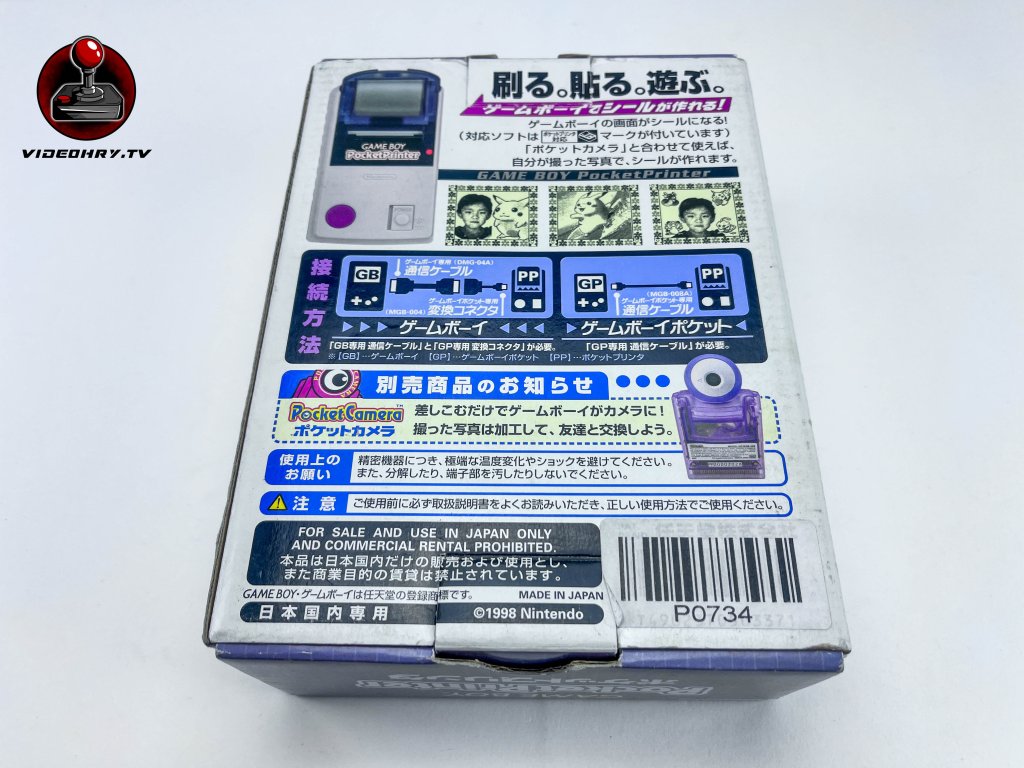 VIDEOHRY.TV
刷る。貼る。遊ぶ。
ゲームボーイでシールが作れる!
ゲームボーイの画面がシールになる!
(対応ソフトは ポケットプリンタ対応 マークが付いています)
「ポケットカメラ」と合わせて使えば、
自分が撮った写真で、シールが作れます。
GAME BOY PocketPrinter
GAME BOY
PocketPrinter
Nintendo
接続方法
GB
ゲームボーイ専用 (DMG-04A)
通信ケーブル
PP
ゲームボーイポケット専用
(MGB-004) 変換コネクタ
▶ ▶ ▶ ゲームボーイ ◀ ◀ ◀
「GB専用 通信ケーブル」と「GP専用 変換コネクタ」が必要。
GP
PP
(MGB-008A)
ゲームボーイポケット専用
通信ケーブル
▶ ゲームボーイポケット ◀
「GP専用 通信ケーブル」が必要。
※【GB】…ゲームボーイ 【GP】…ゲームボーイポケット 【PP】…ポケットプリンタ
別売商品のお知らせ
PocketCamera™
ポケットカメラ
差しこむだけでゲームボーイがカメラに!
撮った写真は加工して、友達と交換しよう。
使用上のお願い
精密機器につき、極端な温度変化やショックを避けてください。
また、分解したり、端子部を汚したりしないでください。
注意
ご使用前に必ず取扱説明書をよくお読みいただき、正しい使用方法でご使用ください。
FOR SALE AND USE IN JAPAN ONLY
AND COMMERCIAL RENTAL PROHIBITED.
本品は日本国内だけの販売および使用とし、
また商業目的の賃貸は禁止されています。
GAME BOY・ゲームボーイは任天堂の登録商標です。
MADE IN JAPAN
日本国内専用
©1998 Nintendo
P0734